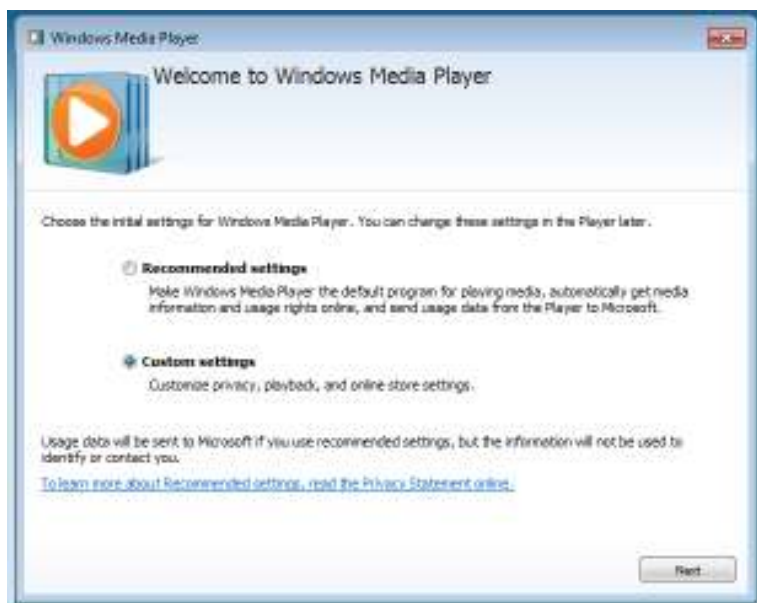 Windows Media Player
Welcome to Windows Media Player
Choose the initial settings for Windows Media Player. You can change these settings in the Player later.
Recommended settings
Make Windows Media Player the default program for playing media, automatically get media
information and usage rights online, and send usage data from the Player to Microsoft.
Custom settings
Customize privacy, playback, and online store settings.
Usage data will be sent to Microsoft if you use recommended settings, but the information will not be used to
identify or contact you.
To learn more about Recommended settings, read the Privacy Statement online.
Next